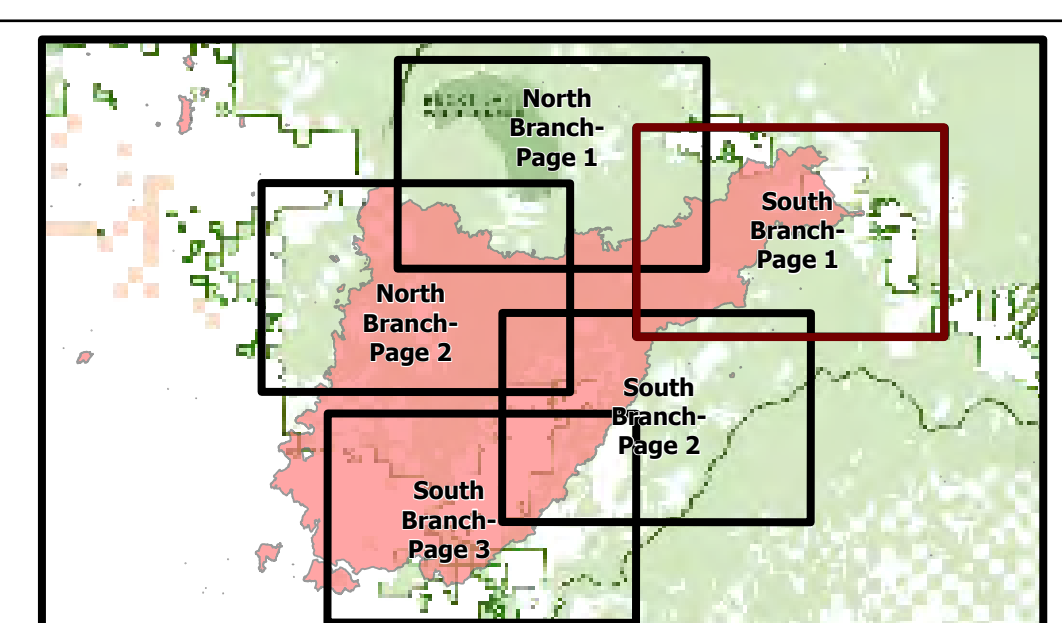 North
Branch-
Page 1
South
Branch-
Page 1
North
Branch-
Page 2
South
Branch-
Page 2
South
Branch-
Page 3